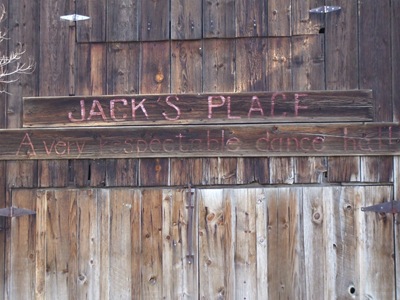 JACK'S PLACE
A very respectable dance hall